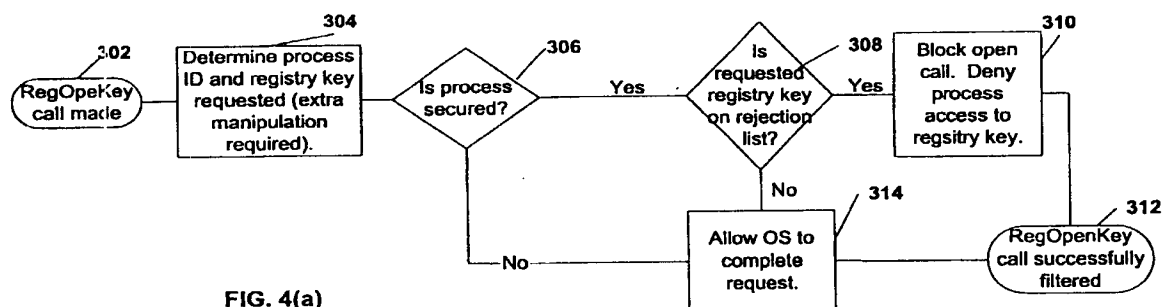 302
RegOpeKey
call made
304
Determine process
ID and registry key
requested (extra
manipulation
required).
306
Is process
secured?
Yes
No
308
Is
requested
registry key
on rejection
list?
Yes
No
310
Block open
call. Deny
process
access to
regsitry key.
314
Allow OS to
complete
request.
312
RegOpenKey
call successfully
filtered
FIG. 4(a)